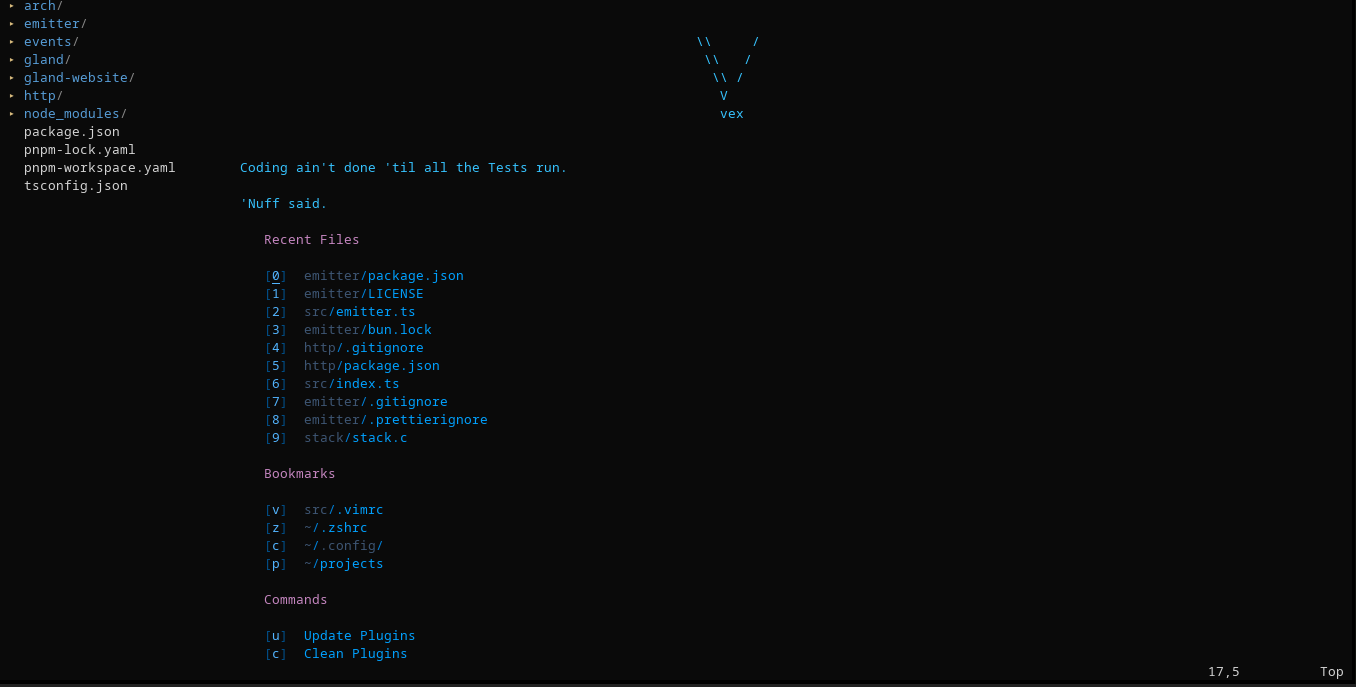 ▸ arch/
▸ emitter/
▸ events/
▸ gland/
▸ gland-website/
▸ http/
▸ node_modules/
package.json
pnpm-lock.yaml
pnpm-workspace.yaml
tsconfig.json
\\     /
\\   /
\\ /
V
vex
Coding ain't done 'til all the Tests run.
'Nuff said.
Recent Files
[0]  emitter/package.json
[1]  emitter/LICENSE
[2]  src/emitter.ts
[3]  emitter/bun.lock
[4]  http/.gitignore
[5]  http/package.json
[6]  src/index.ts
[7]  emitter/.gitignore
[8]  emitter/.prettierignore
[9]  stack/stack.c
Bookmarks
[v]  src/.vimrc
[z]  ~/.zshrc
[c]  ~/.config/
[p]  ~/projects
Commands
[u]  Update Plugins
[c]  Clean Plugins
17,5          Top